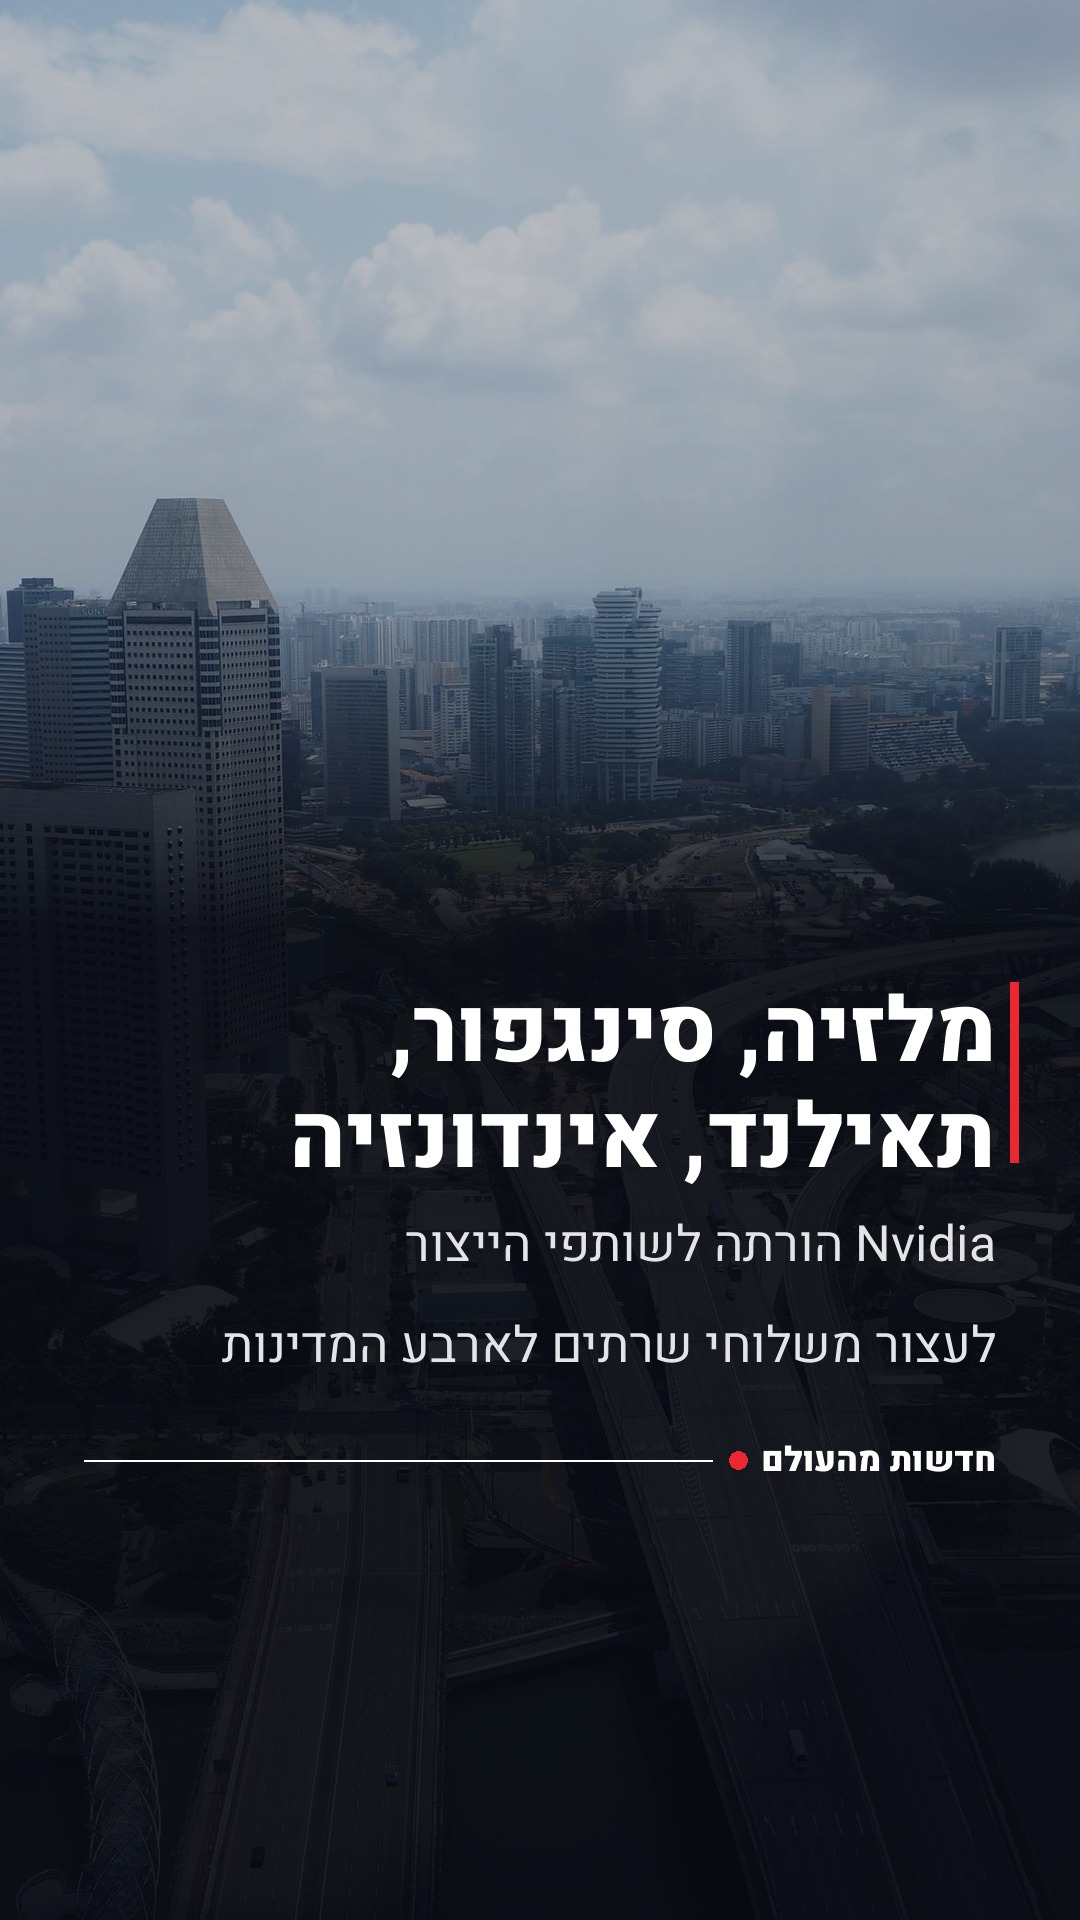 מלזיה, סינגפור,
תאילנד, אינדונזיה
Nvidia הורתה לשותפי הייצור
לעצור משלוחי שרתים לארבע המדינות
חדשות מהעולם